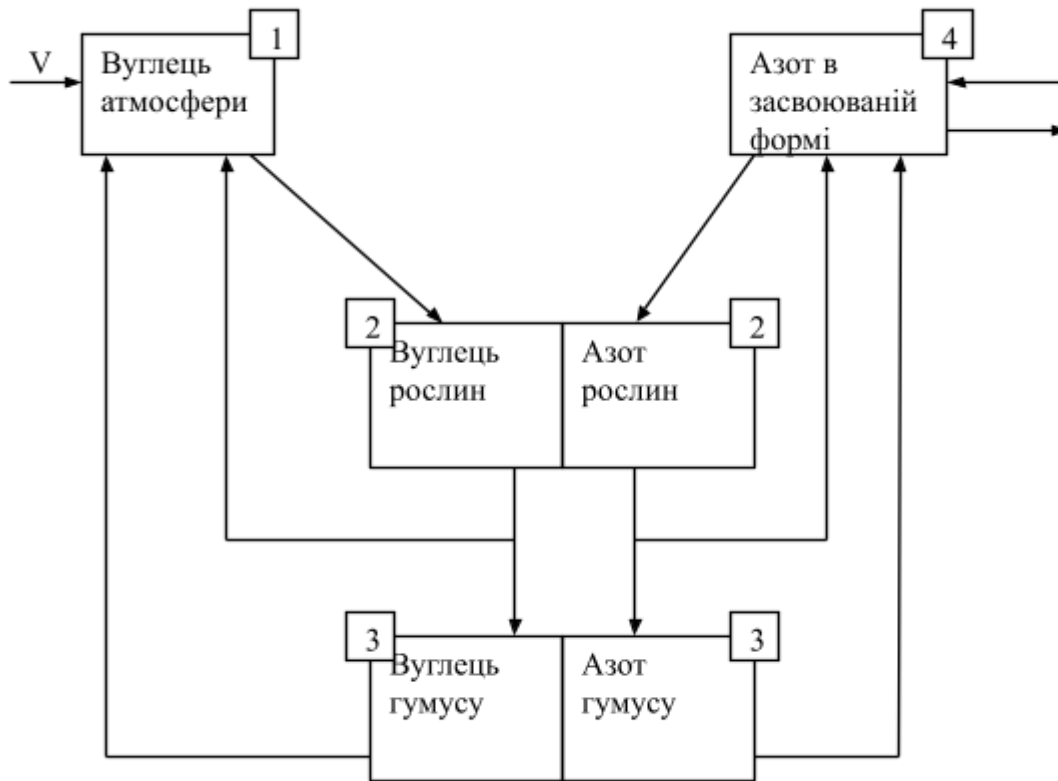 1
V
Вуглець
атмосфери
4
Азот в
засвоюваній
формі
2
Вуглець
рослин
2
Азот
рослин
3
Вуглець
гумусу
3
Азот
гумусу